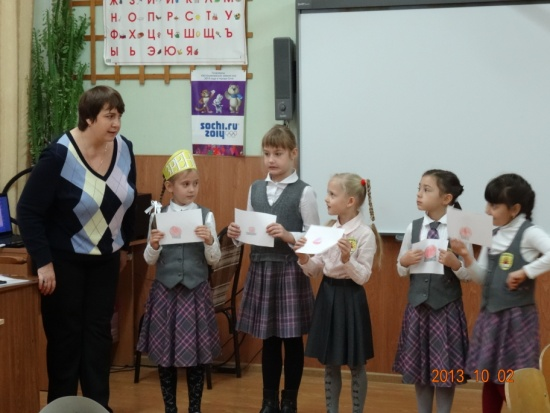 Ж З И Й К Л М
Н О П Р С Т У
Ф Х Ц Ч Ш Щ Ъ
Ы Ь Э Ю Я
sochi.ru
2014
2013 10 02